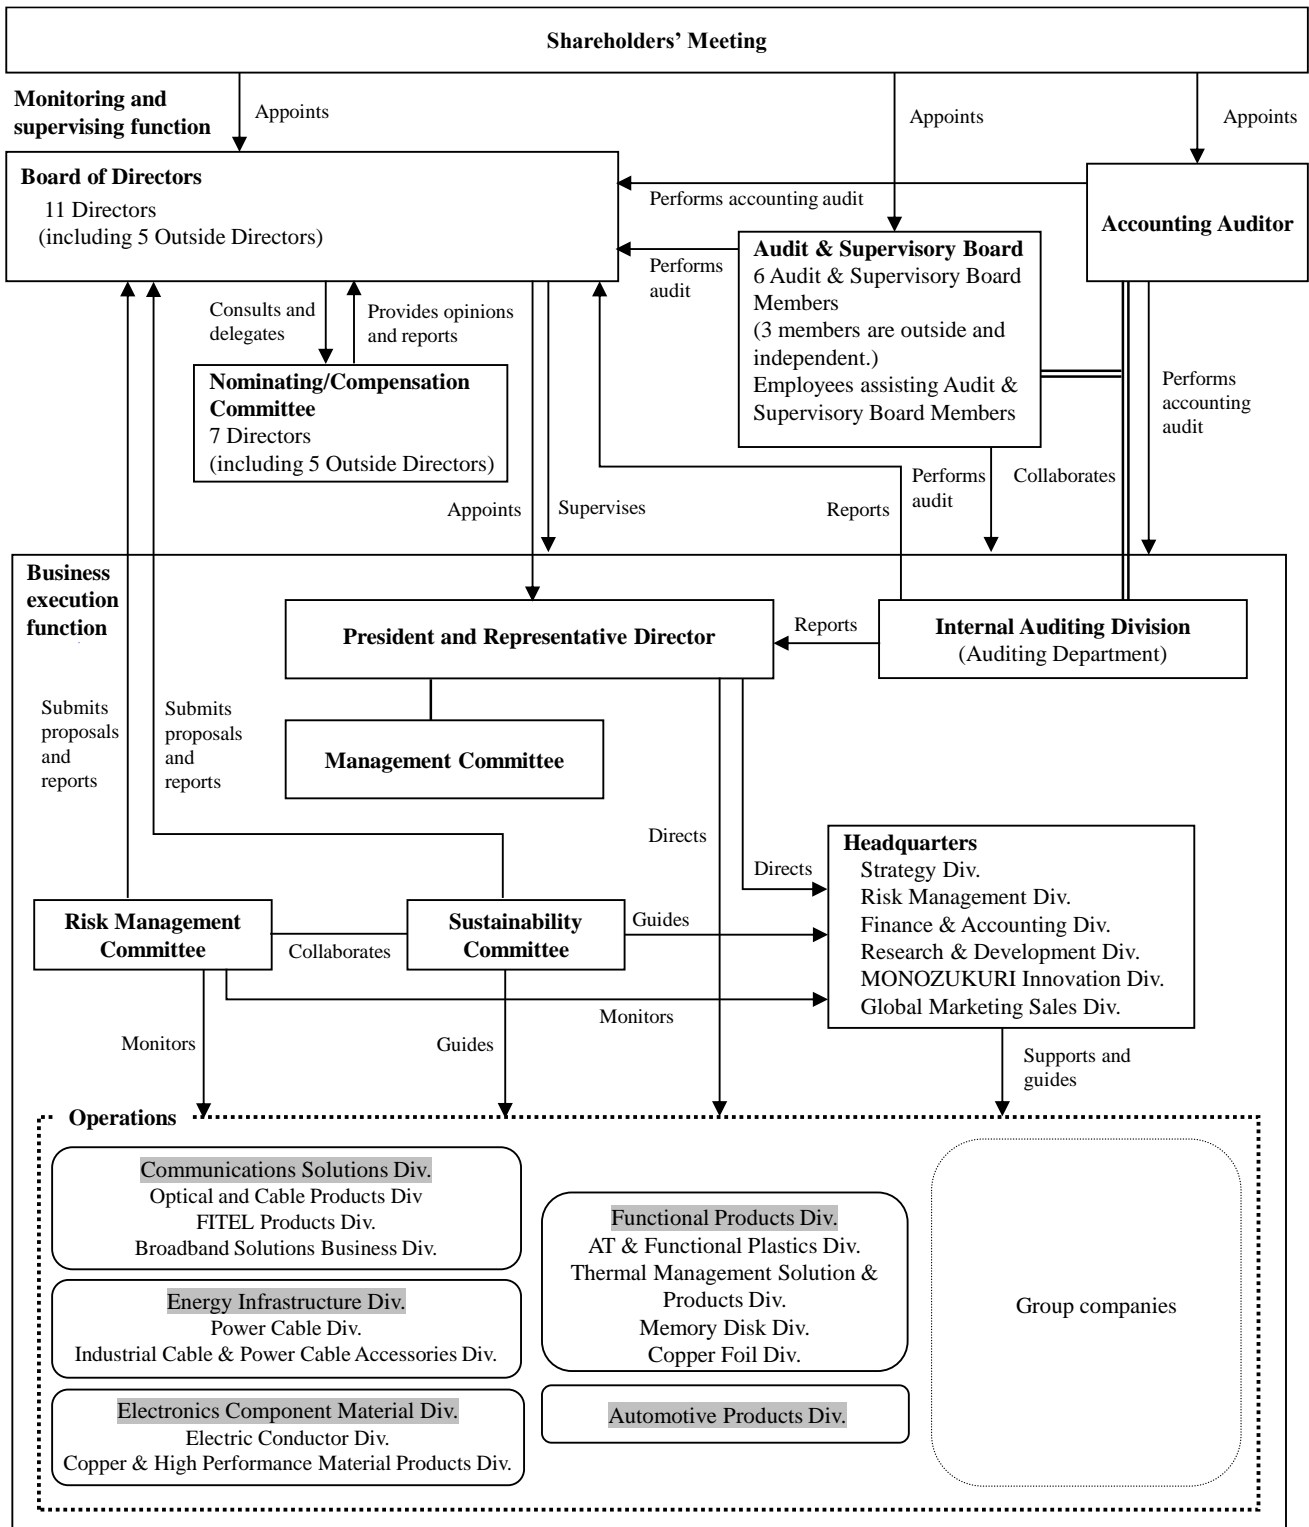 Shareholders’ Meeting
Monitoring and
supervising function
Appoints
Appoints
Appoints
Board of Directors
11 Directors
(including 5 Outside Directors)
Performs accounting audit
Accounting Auditor
Performs
audit
Audit & Supervisory Board
6 Audit & Supervisory Board
Members
(3 members are outside and
independent.)
Employees assisting Audit &
Supervisory Board Members
Consults and
delegates
Provides opinions
and reports
Nominating/Compensation
Committee
7 Directors
(including 5 Outside Directors)
Performs
accounting
audit
Appoints
Supervises
Reports
Performs
audit
Collaborates
Business
execution
function
President and Representative Director
Reports
Internal Auditing Division
(Auditing Department)
Submits
proposals
and
reports
Submits
proposals
and
reports
Management Committee
Directs
Directs
Headquarters
Strategy Div.
Risk Management Div.
Finance & Accounting Div.
Research & Development Div.
MONOZUKURI Innovation Div.
Global Marketing Sales Div.
Risk Management
Committee
Collaborates
Sustainability
Committee
Guides
Monitors
Monitors
Guides
Supports and
guides
Operations
Communications Solutions Div.
Optical and Cable Products Div
FITEL Products Div.
Broadband Solutions Business Div.
Energy Infrastructure Div.
Power Cable Div.
Industrial Cable & Power Cable Accessories Div.
Electronics Component Material Div.
Electric Conductor Div.
Copper & High Performance Material Products Div.
Functional Products Div.
AT & Functional Plastics Div.
Thermal Management Solution &
Products Div.
Memory Disk Div.
Copper Foil Div.
Automotive Products Div.
Group companies